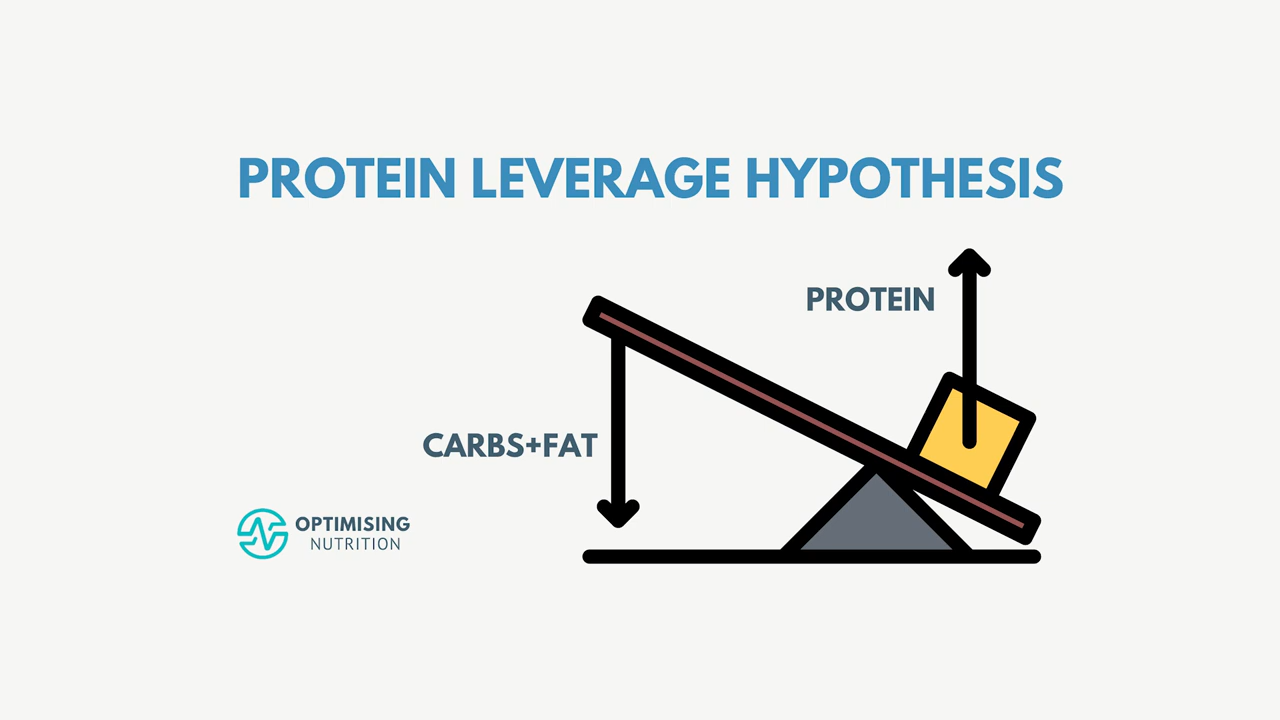 PROTEIN LEVERAGE HYPOTHESIS
PROTEIN
CARBS+FAT
OPTIMISING
NUTRITION